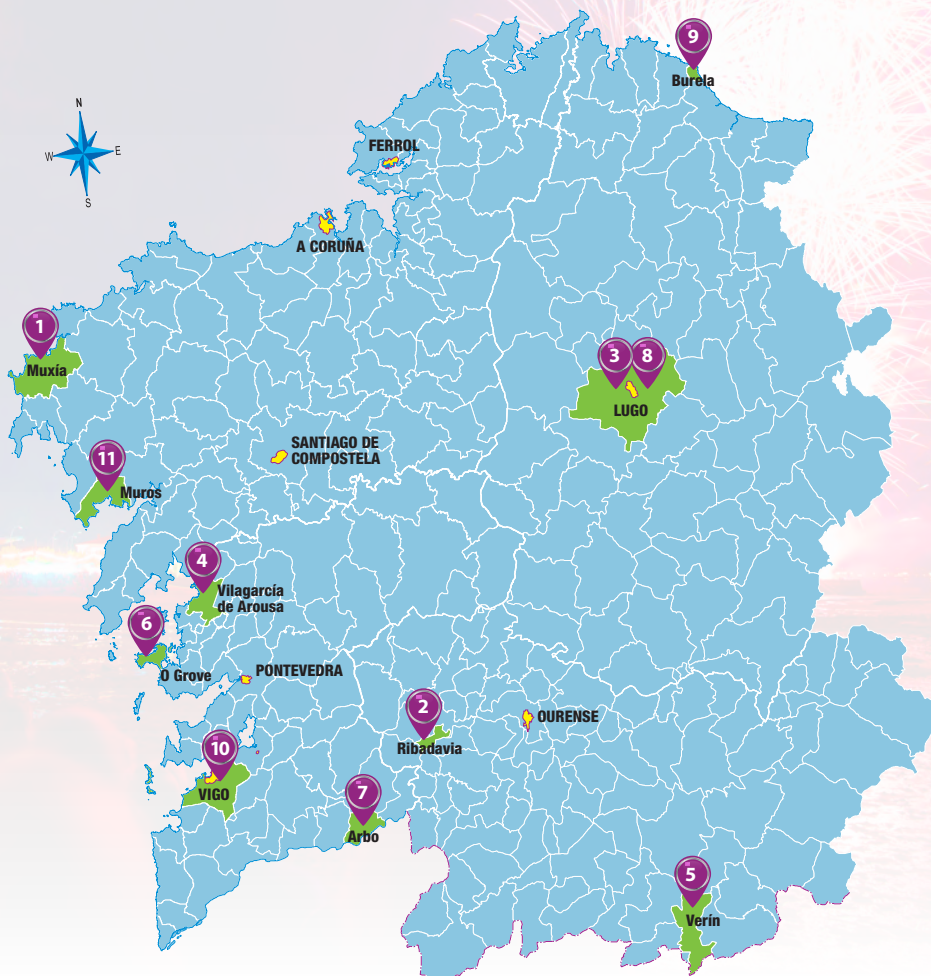 9
Burela
N
W
E
S
FERROL
A CORUÑA
1
Muxía
3
8
LUGO
SANTIAGO DE
COMPOSTELA
11
Muros
4
Vilagarcía
de Arousa
6
O Grove
PONTEVEDRA
2
Ribadavia
OURENSE
10
VIGO
7
Arbo
5
Verín